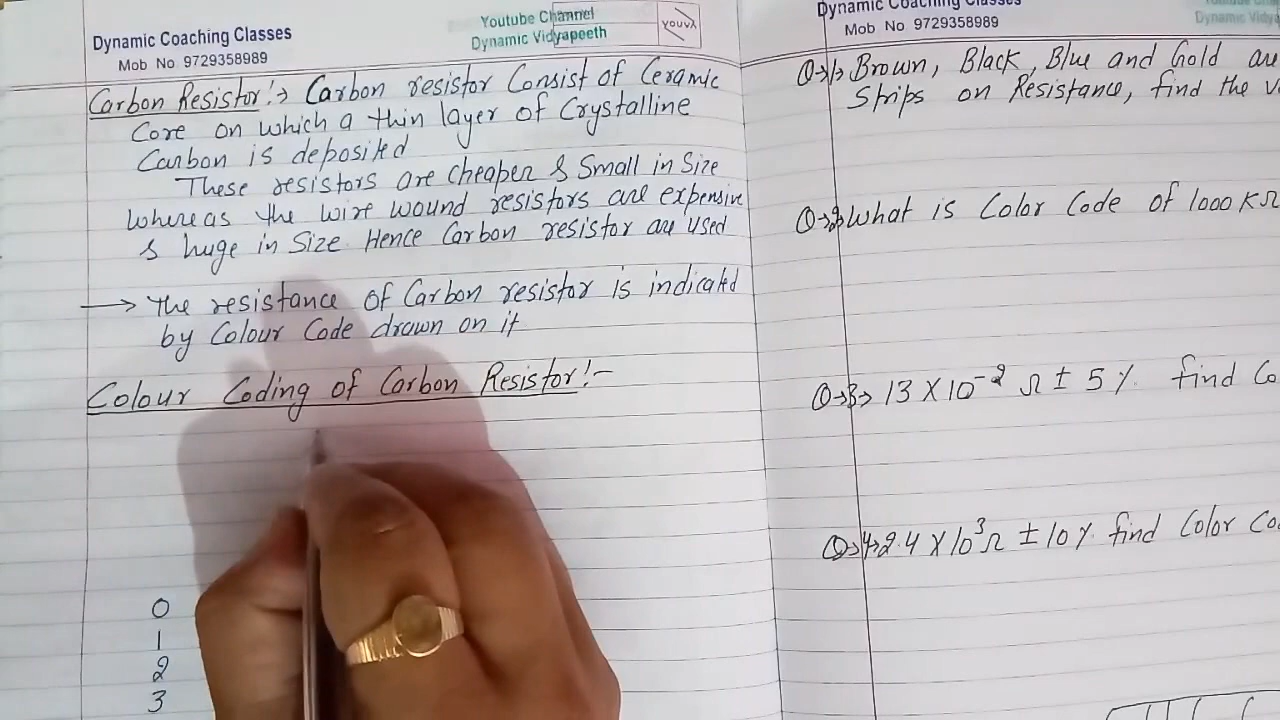 Dynamic Coaching Classes
Mob No 9729358989
Youtube Channel
Dynamic Vidyapeeth
YOUVA
Carbon Resistor:→ Carbon resistor Consist of Ceramic
Core on which a thin layer of Crystalline
Carbon is deposited
These resistors are cheaper & Small in Size
whereas the wire wound resistors are expensive
& huge in Size Hence Carbon resistor are used
→ The resistance of Carbon resistor is indicated
by Colour Code drawn on it
Colour Coding of Carbon Resistor:-
0
1
2
3
Dynamic Coaching Classes
Mob No 9729358989
Dynamic
Q→1→ Brown, Black, Blue and Gold are
Strips on Resistance, find the
Q→2→ What is Color Code of 1000 KΩ
Q→3→ 13 X 10⁻² Ω ± 5 % find
Q→4→ 2.4 X 10³ Ω ± 10 % find Color